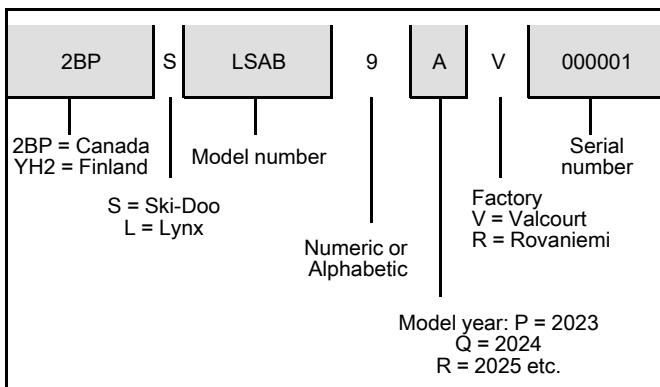 2BP S LSAB 9 A V 000001
2BP = Canada
YH2 = Finland
Model number
Serial
number
S = Ski-Doo
L = Lynx
Factory
V = Valcourt
R = Rovaniemi
Numeric or
Alphabetic
Model year: P = 2023
Q = 2024
R = 2025 etc.